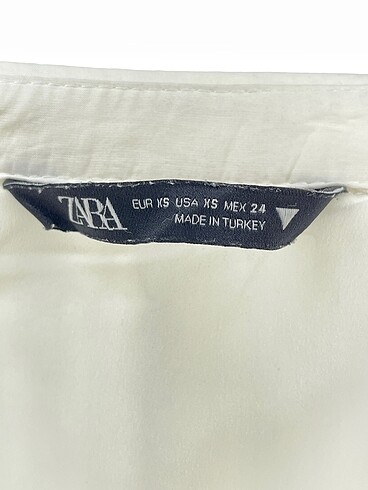 ZARA
EUR XS USA XS MEX 24
MADE IN TURKEY